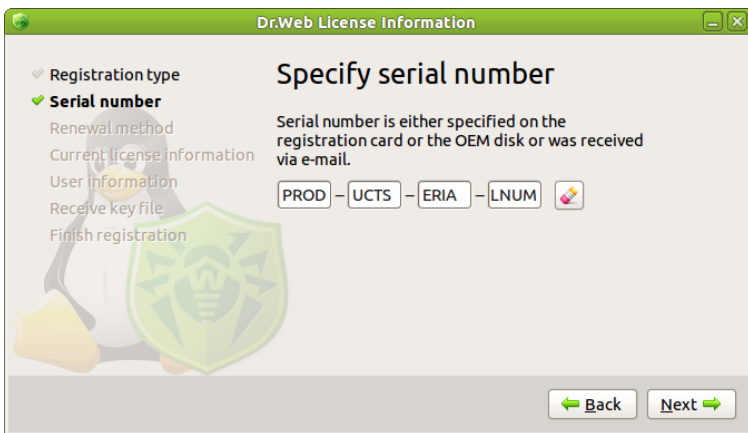 Dr.Web License Information
Registration type
Serial number
Renewal method
Current license information
User information
Receive key file
Finish registration
Specify serial number
Serial number is either specified on the
registration card or the OEM disk or was received
via e-mail.
PROD – UCTS – ERIA – LNUM
Back Next